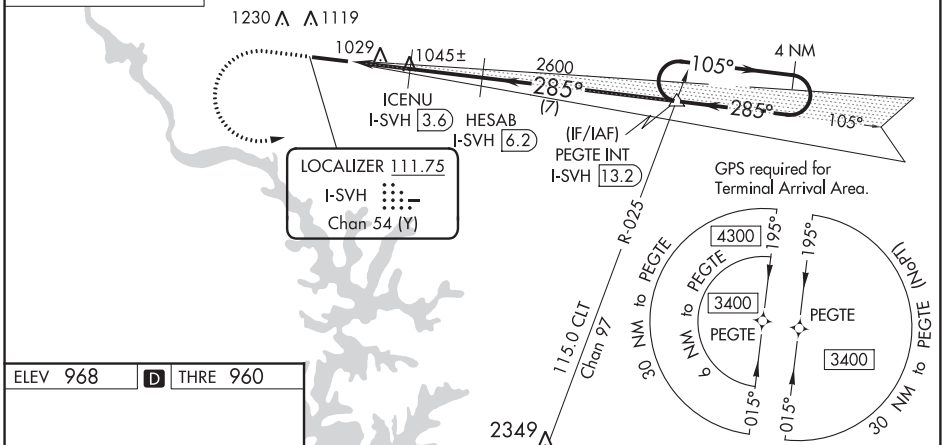 1230 1119
1029 1045±
2600
4 NM
105°
285°
(7)
285°
105°
ICENU
I-SVH 3.6
HESAB
I-SVH 6.2
(IF/IAF)
PEGTE INT
I-SVH 13.2
LOCALIZER 111.75
I-SVH
Chan 54 (Y)
R-025
115.0 CLT
Chan 97
GPS required for
Terminal Arrival Area.
30 NM to PEGTE
4300
195°
6 NM to PEGTE
3400
PEGTE
015°
195°
PEGTE
3400
015°
30 NM to PEGTE (NoPT)
2349
ELEV 968 D THRE 960